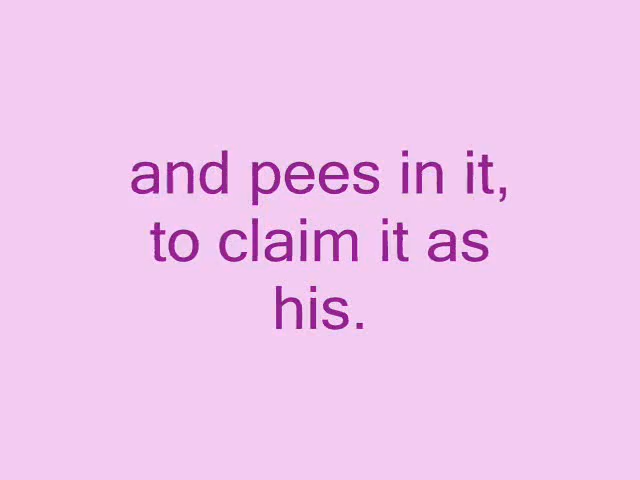 and pees in it,
to claim it as
his.